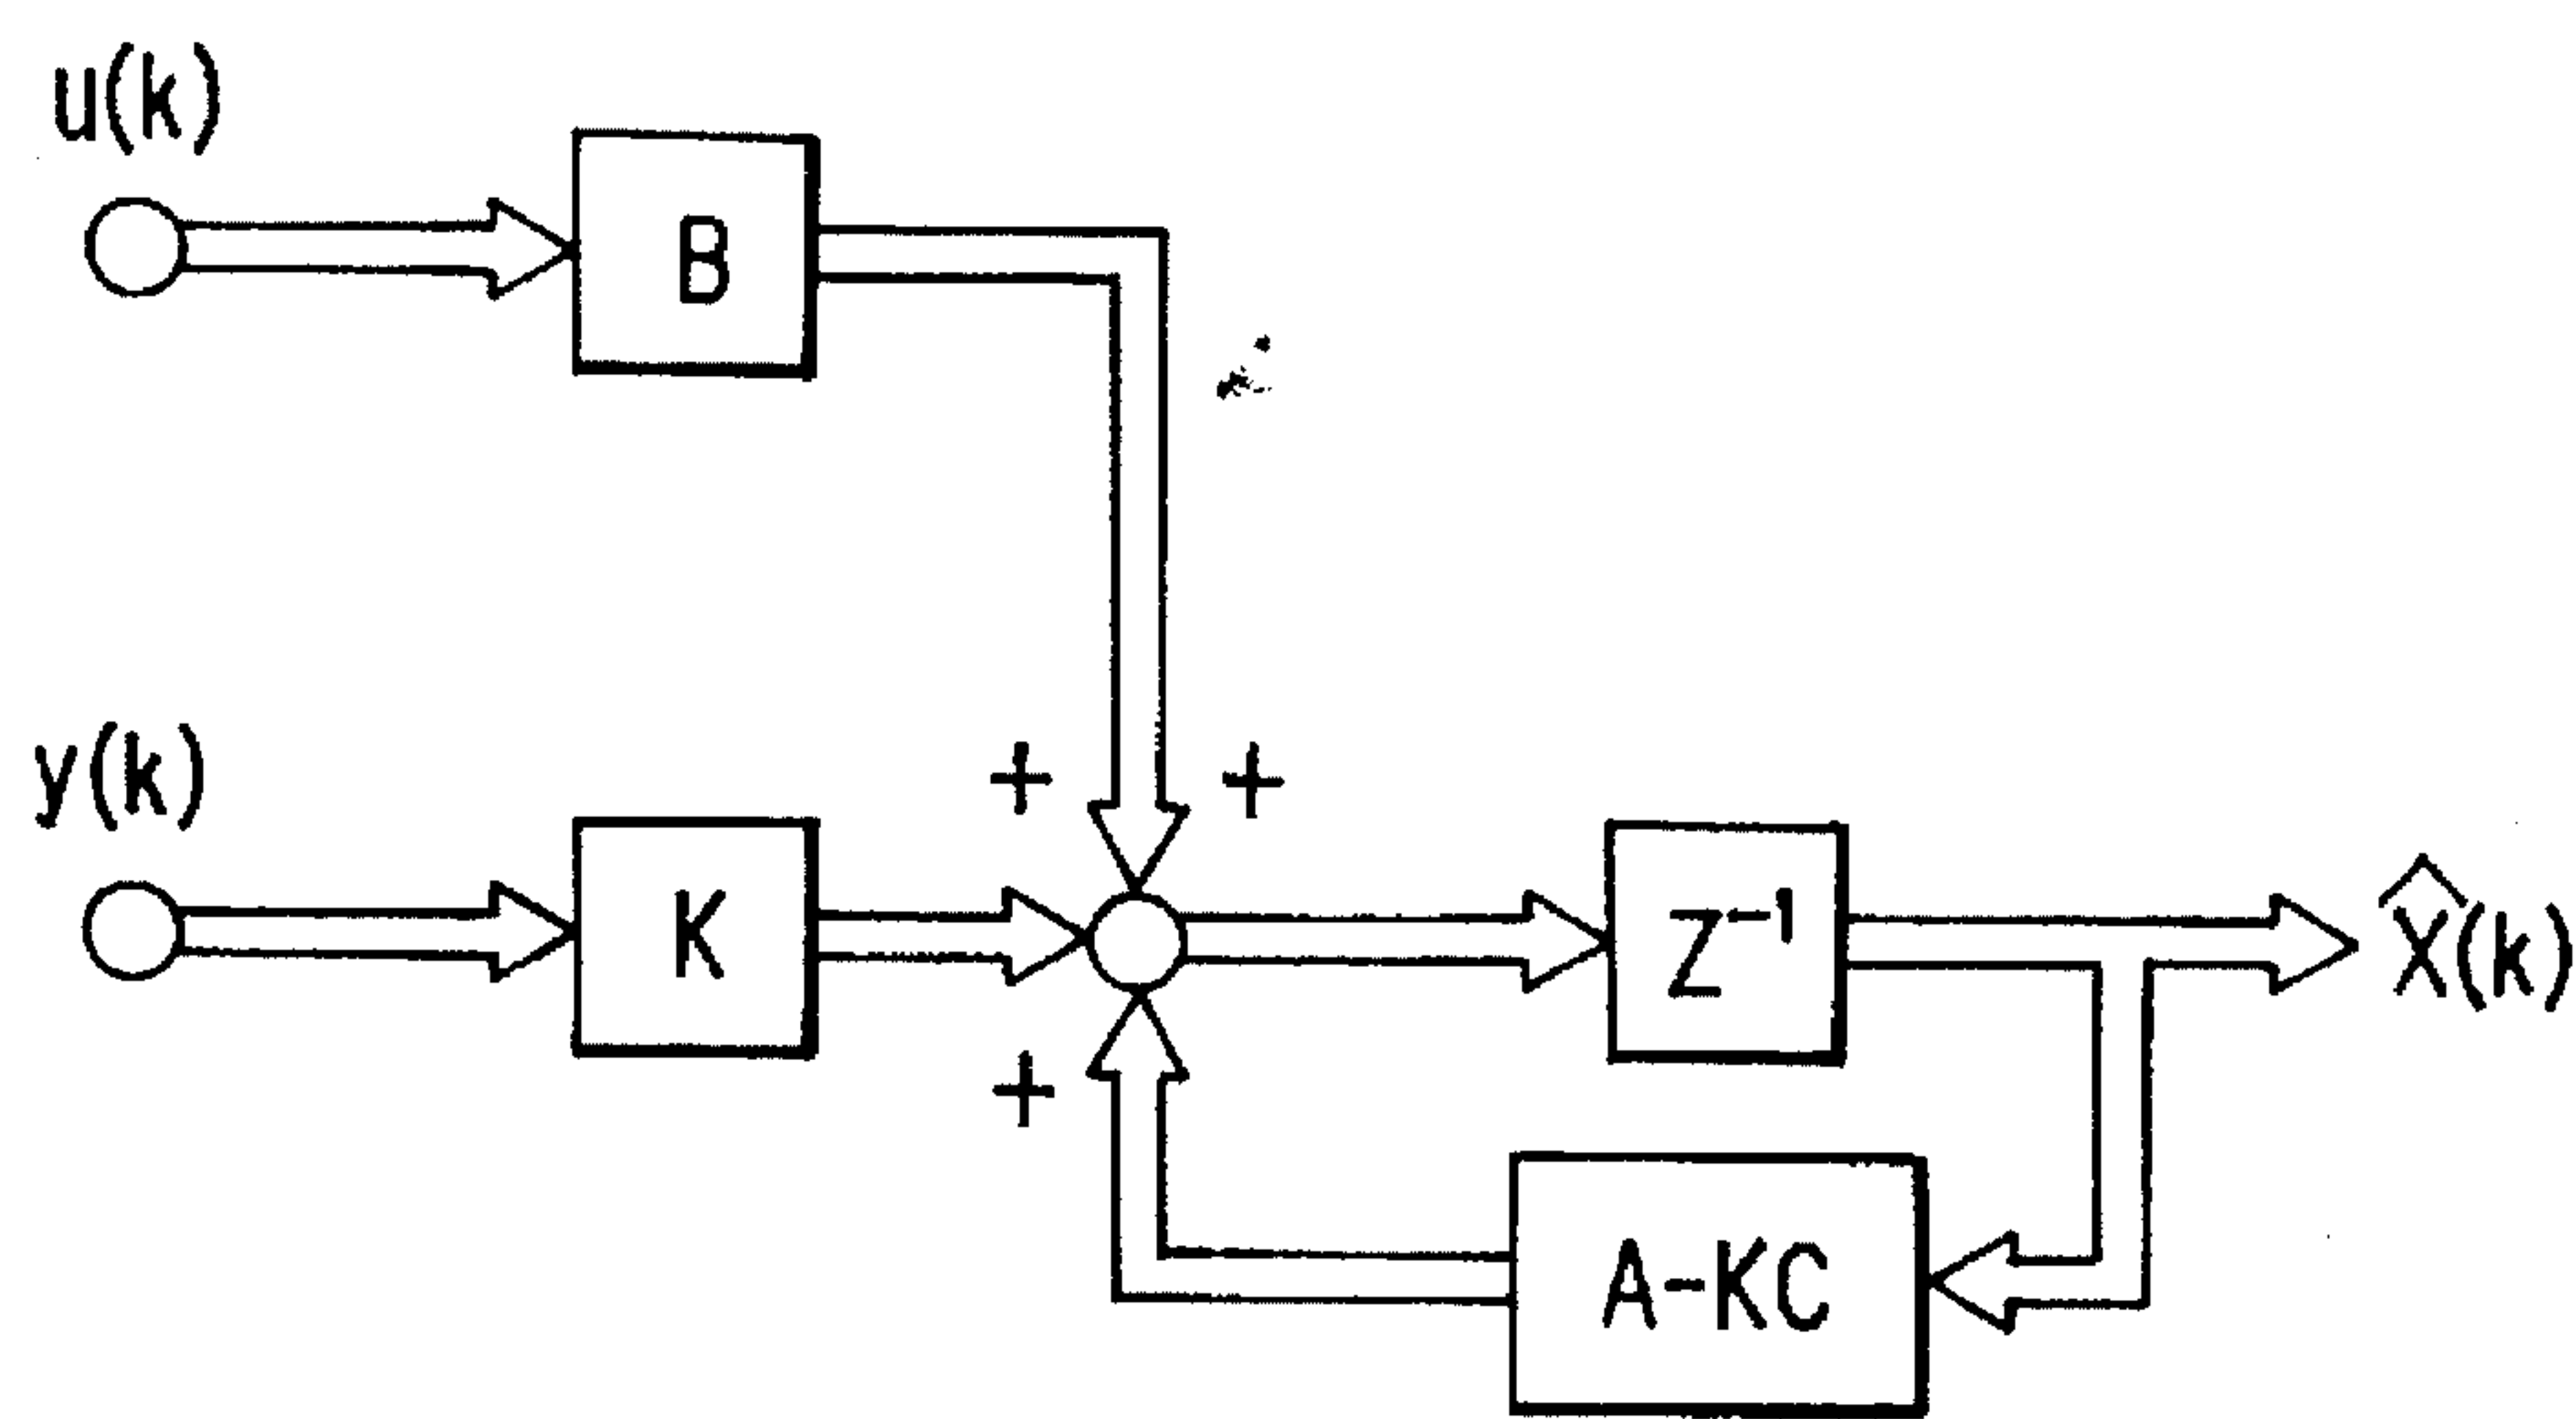 u(k)
B
y(k)
+ +
K
Z⁻¹
X̂(k)
+
A-KC